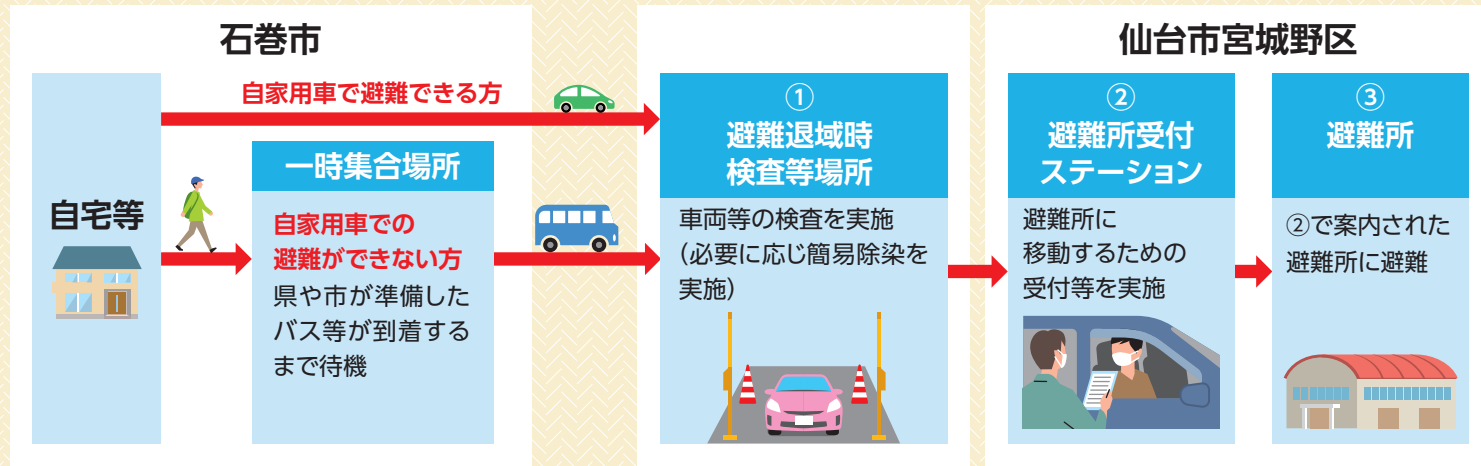 石巻市
自宅等
自家用車で避難できる方
一時集合場所
自家用車での
避難ができない方
県や市が準備した
バス等が到着する
まで待機
①
避難退域時
検査等場所
車両等の検査を実施
(必要に応じ簡易除染を
実施)
仙台市宮城野区
②
避難所受付
ステーション
避難所に
移動するための
受付等を実施
③
避難所
②で案内された
避難所に避難